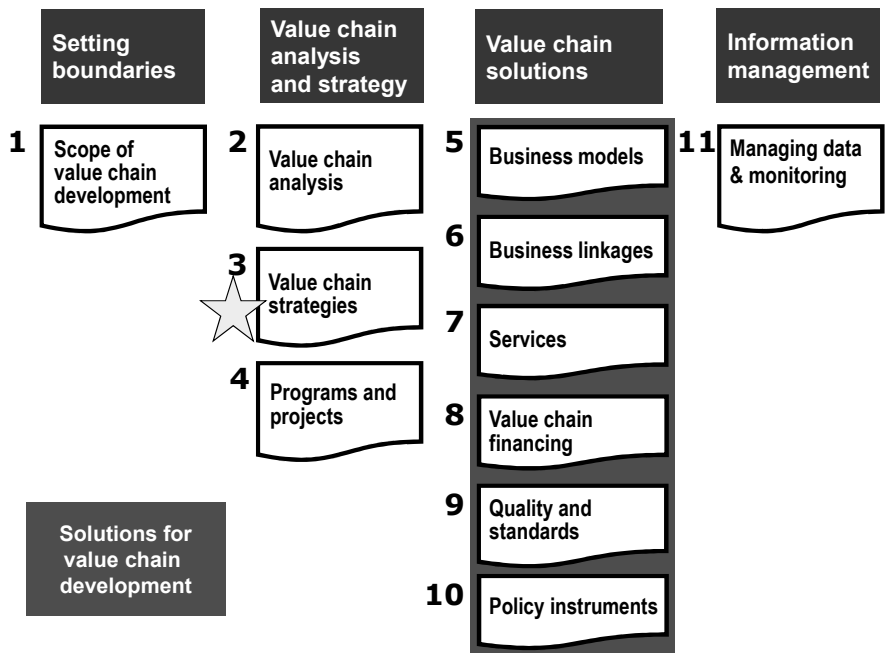 Setting
boundaries
Value chain
analysis
and strategy
Value chain
solutions
Information
management
1
Scope of
value chain
development
2
Value chain
analysis
3
Value chain
strategies
4
Programs and
projects
5
Business models
6
Business linkages
7
Services
8
Value chain
financing
9
Quality and
standards
10
Policy instruments
11
Managing data
& monitoring
Solutions for
value chain
development